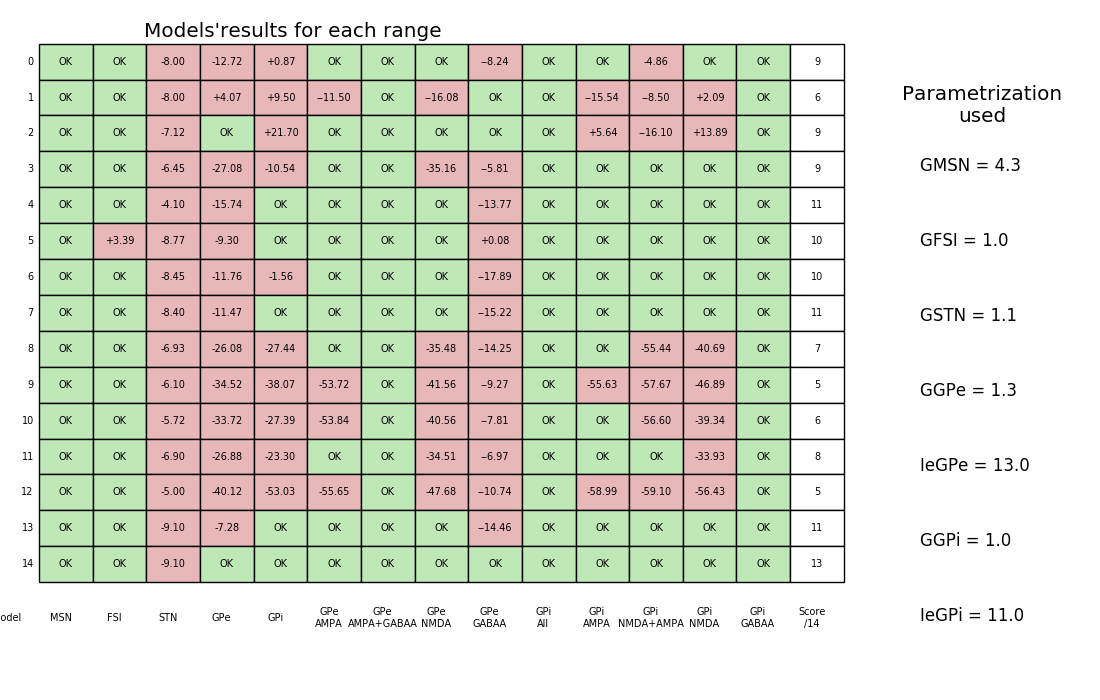 Models'results for each range
0 OK OK -8.00 -12.72 +0.87 OK OK OK --8.24 OK OK -4.86 OK OK 9
1 OK OK -8.00 +4.07 +9.50 --11.50 OK --16.08 OK OK --15.54 --8.50 +2.09 OK 6
2 OK OK -7.12 OK +21.70 OK OK OK OK OK +5.64 --16.10 +13.89 OK 9
3 OK OK -6.45 -27.08 -10.54 OK OK -35.16 --5.81 OK OK OK OK OK 9
4 OK OK -4.10 -15.74 OK OK OK OK --13.77 OK OK OK OK OK 11
5 OK +3.39 -8.77 -9.30 OK OK OK OK +0.08 OK OK OK OK OK 10
6 OK OK -8.45 -11.76 -1.56 OK OK OK --17.89 OK OK OK OK OK 10
7 OK OK -8.40 -11.47 OK OK OK OK --15.22 OK OK OK OK OK 11
8 OK OK -6.93 -26.08 -27.44 OK OK -35.48 --14.25 OK OK -55.44 -40.69 OK 7
9 OK OK -6.10 -34.52 -38.07 -53.72 OK -41.56 --9.27 OK -55.63 -57.67 -46.89 OK 5
10 OK OK -5.72 -33.72 -27.39 -53.84 OK -40.56 --7.81 OK OK -56.60 -39.34 OK 6
11 OK OK -6.90 -26.88 -23.30 OK OK -34.51 --6.97 OK OK OK -33.93 OK 8
12 OK OK -5.00 -40.12 -53.03 -55.65 OK -47.68 --10.74 OK -58.99 -59.10 -56.43 OK 5
13 OK OK -9.10 -7.28 OK OK OK OK --14.46 OK OK OK OK OK 11
14 OK OK -9.10 OK OK OK OK OK OK OK OK OK OK OK 13
odel MSN FSI STN GPe GPi GPe GPe GPe GPe GPi GPi GPi GPi GPi Score
AMPA AMPA+GABAA NMDA GABAA All AMPA NMDA+AMPA NMDA GABAA /14
Parametrization
used
GMSN = 4.3
GFSI = 1.0
GSTN = 1.1
GGPe = 1.3
IeGPe = 13.0
GGPi = 1.0
IeGPi = 11.0